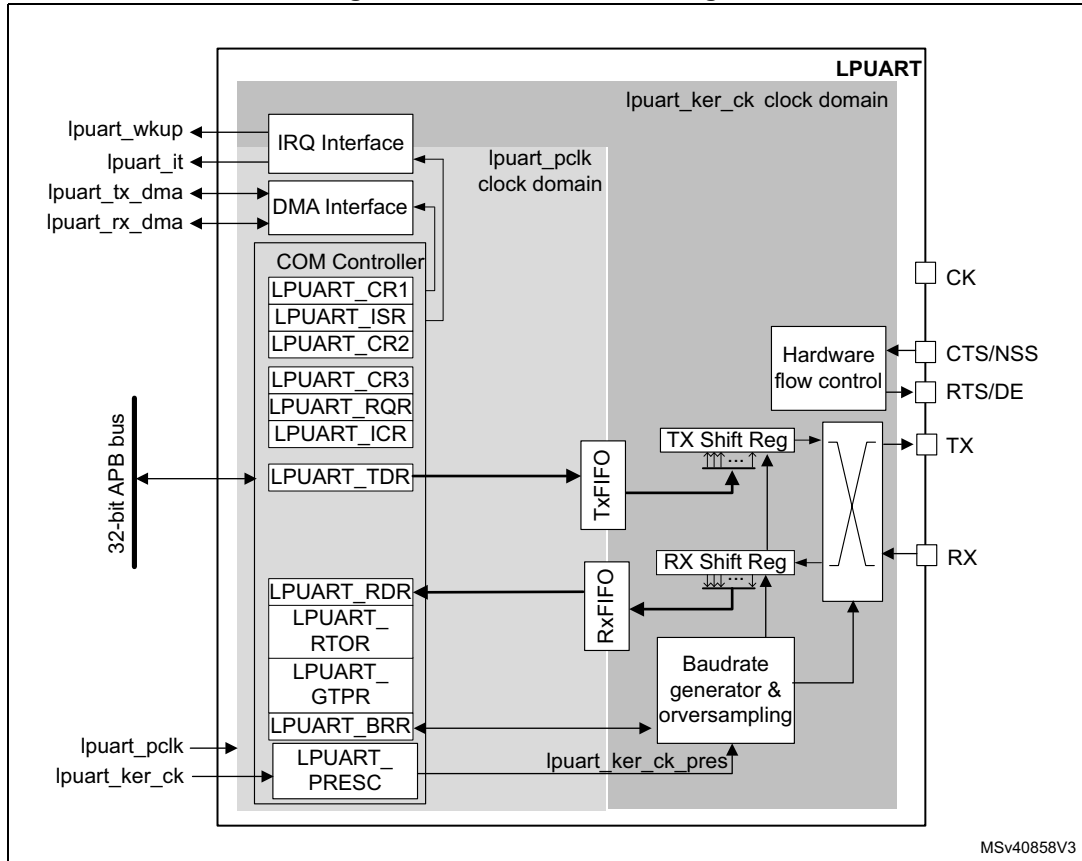 LPUART
lpuart_ker_ck clock domain
lpuart_wkup
IRQ Interface
lpuart_it
lpuart_pclk
clock domain
lpuart_tx_dma
DMA Interface
lpuart_rx_dma
COM Controller
LPUART_CR1
LPUART_ISR
LPUART_CR2
LPUART_CR3
LPUART_RQR
LPUART_ICR
LPUART_TDR
32-bit APB bus
CK
Hardware
flow control
CTS/NSS
RTS/DE
TX Shift Reg
...
TX
TxFIFO
RX Shift Reg
...
RX
RxFIFO
LPUART_RDR
LPUART_
RTOR
LPUART_
GTPR
LPUART_BRR
Baudrate
generator &
orversampling
lpuart_pclk
lpuart_ker_ck
LPUART_
PRESC
lpuart_ker_ck_pres
MSv40858V3